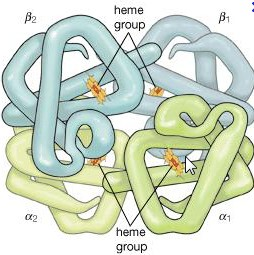 heme
group
β₂
β₁
α₂
α₁
heme
group